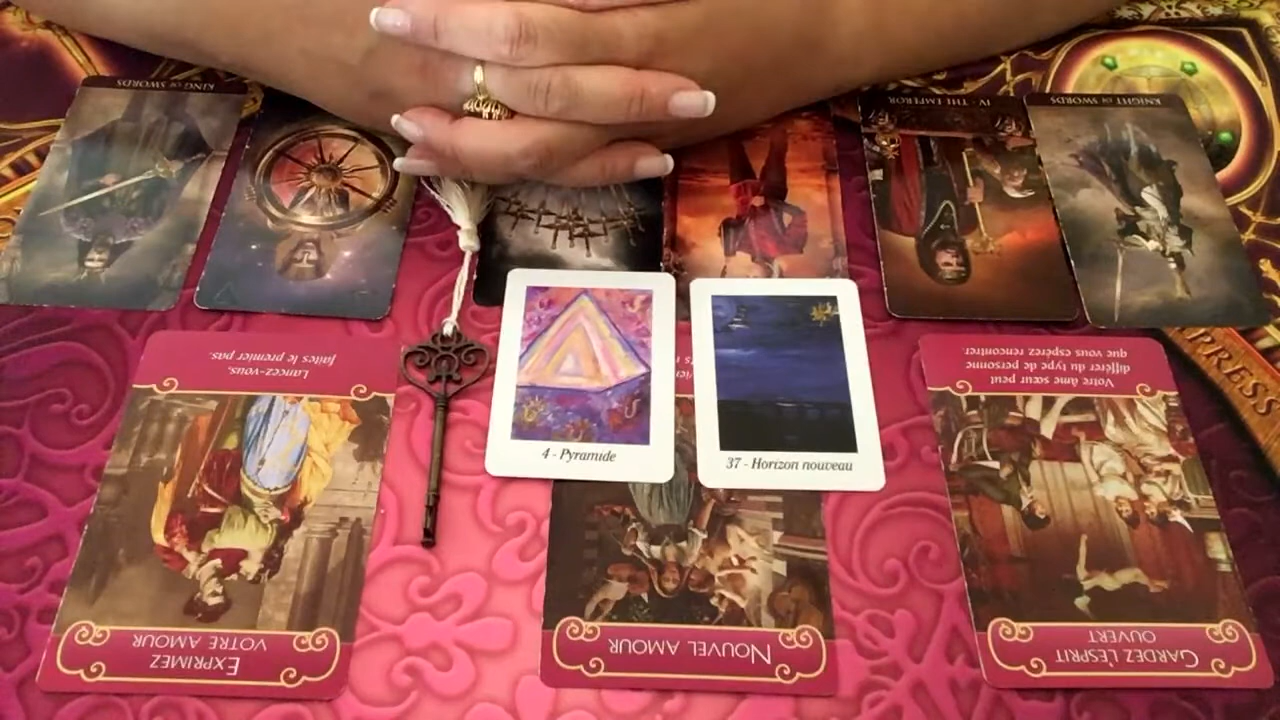 KING OF SWORDS
IV · THE EMPEROR
KNIGHT OF SWORDS
PRESS
Lancez-vous,
faites le premier pas.
Votre âme sœur peut
différer du type de personne
que vous espérez rencontrer.
4 - Pyramide
37 - Horizon nouveau
EXPRIMEZ
VOTRE AMOUR
NOUVEL AMOUR
GARDEZ L'ESPRIT
OUVERT